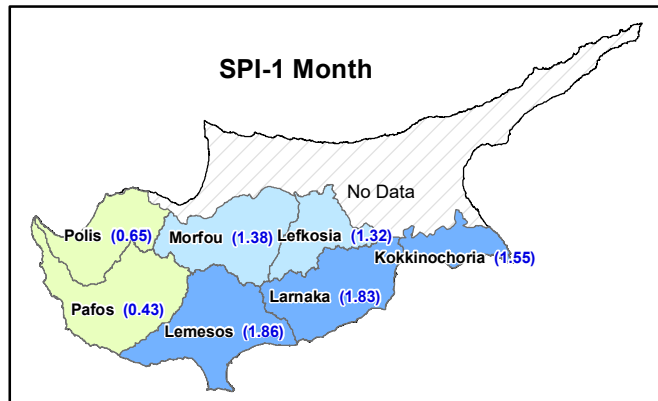 SPI-1 Month
No Data
Polis (0.65)
Morfou (1.38)
Lefkosia (1.32)
Kokkinochoria (1.55)
Pafos (0.43)
Larnaka (1.83)
Lemesos (1.86)